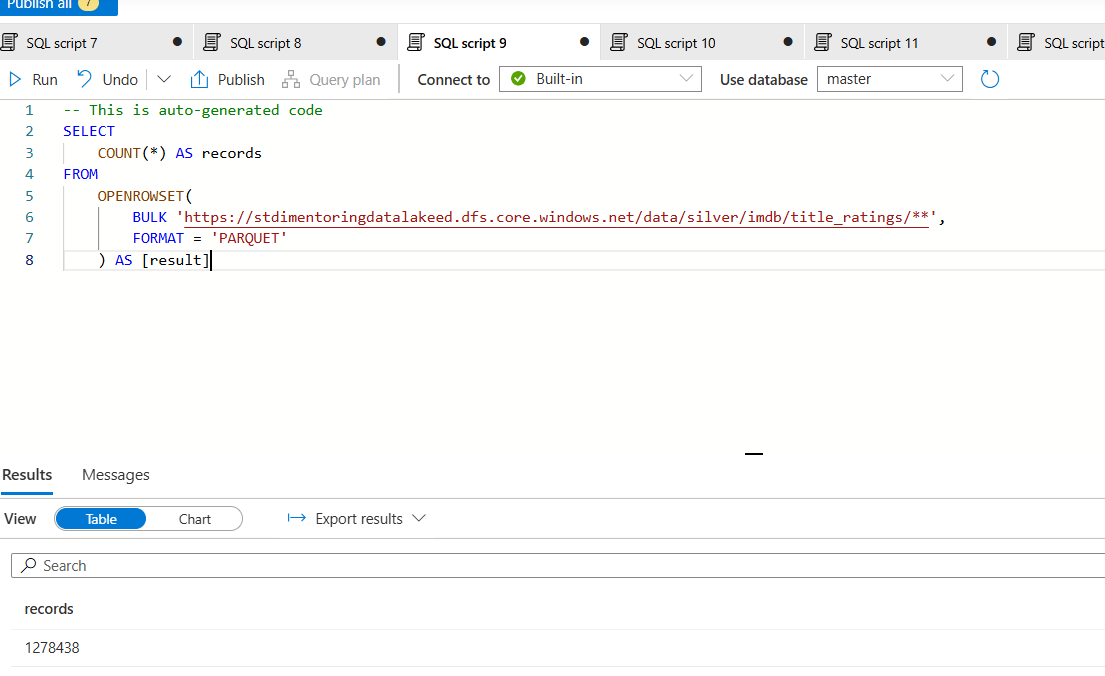 Publish all 7
SQL script 7 SQL script 8 SQL script 9 SQL script 10 SQL script 11 SQL script
Run Undo Publish Query plan Connect to Built-in Use database master
1 -- This is auto-generated code
2 SELECT
3 COUNT(*) AS records
4 FROM
5 OPENROWSET(
6 BULK 'https://stdimentoringdatalakeed.dfs.core.windows.net/data/silver/imdb/title_ratings/**',
7 FORMAT = 'PARQUET'
8 ) AS [result]
Results Messages
View Table Chart Export results
Search
records
1278438